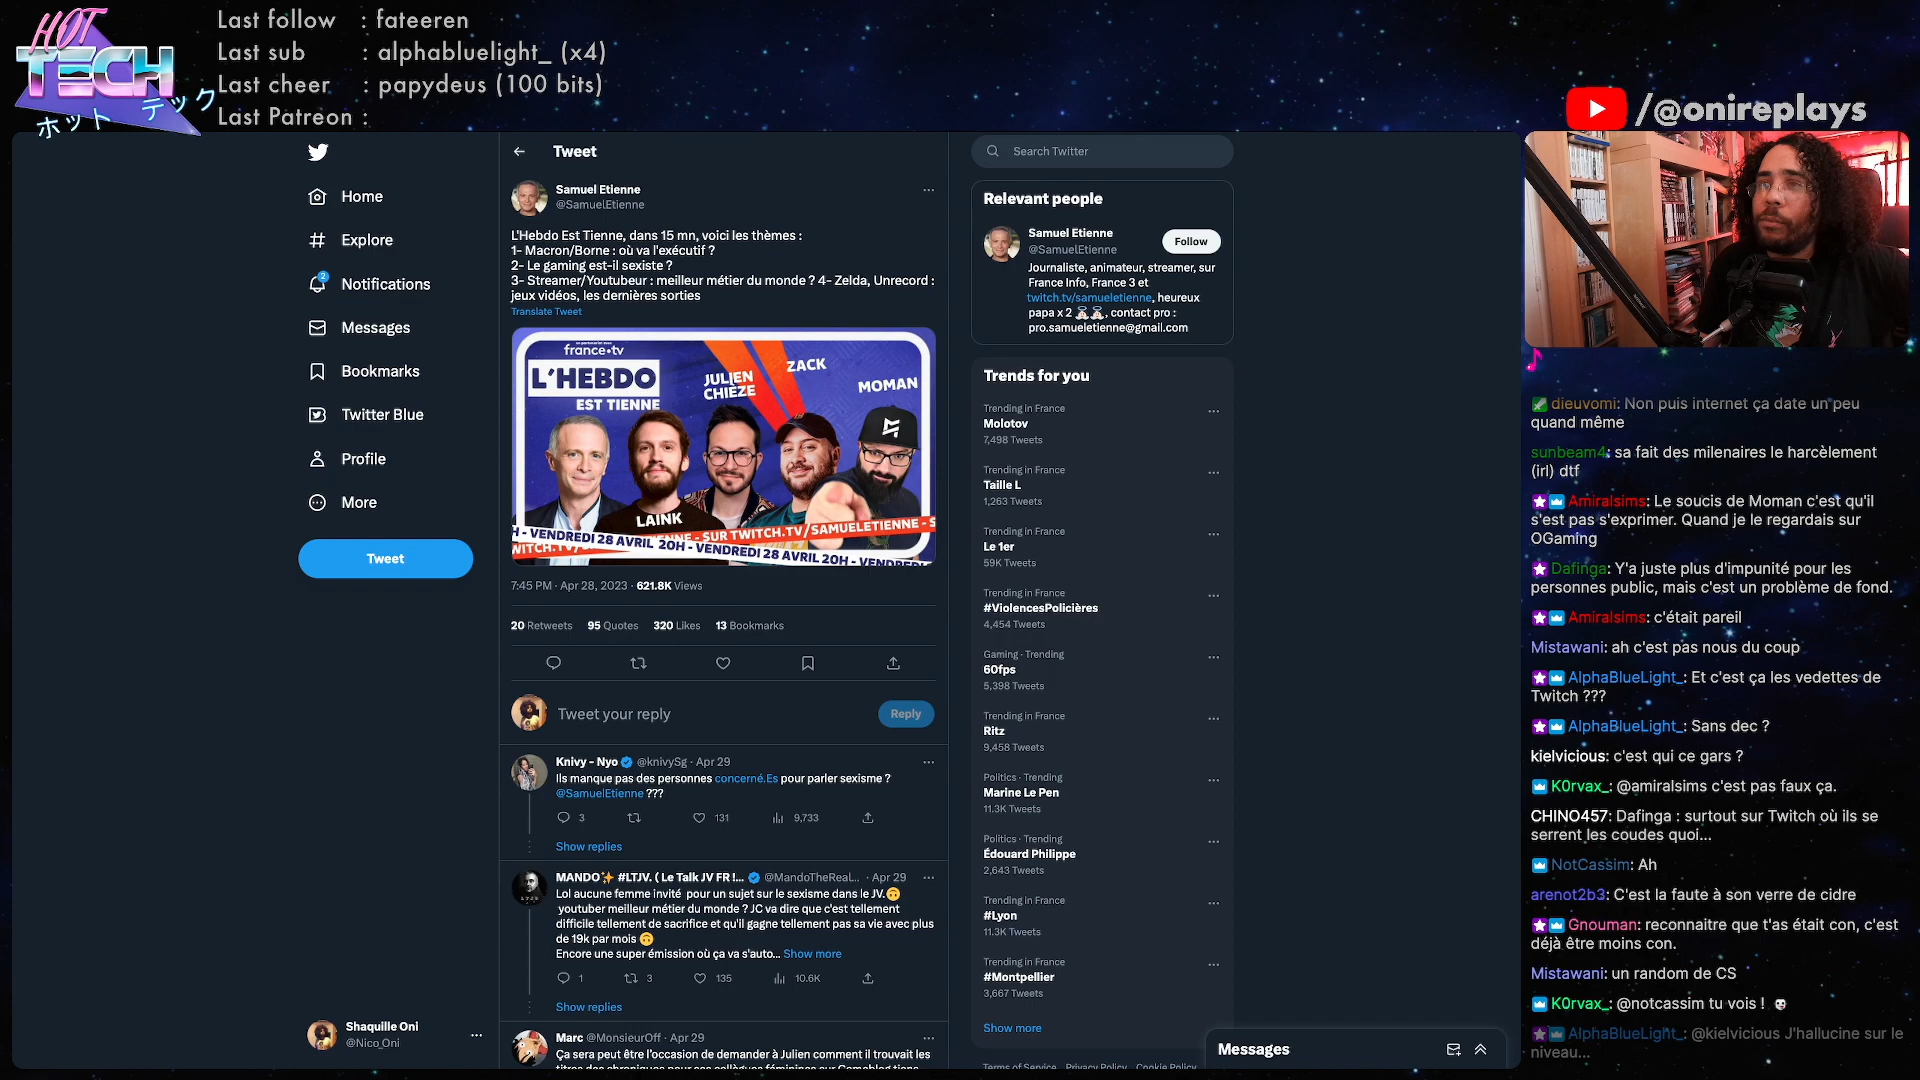 HOT
TECH
ホット テック
Last follow : fateeren
Last sub : alphabluelight_ (x4)
Last cheer : papydeus (100 bits)
Last Patreon :
/@onireplays
Home
Explore
2
Notifications
Messages
Bookmarks
Twitter Blue
Profile
More
Tweet
Shaquille Oni
@Nico_Oni
Tweet
Samuel Etienne
@SamuelEtienne
L'Hebdo Est Tienne, dans 15 mn, voici les thèmes :
1- Macron/Borne : où va l'exécutif ?
2- Le gaming est-il sexiste ?
3- Streamer/Youtubeur : meilleur métier du monde ? 4- Zelda, Unrecord :
jeux vidéos, les dernières sorties
Translate Tweet
france•tv
L'HEBDO
EST TIENNE
JULIEN
CHIÈZE
ZACK
MOMAN
LAINK
H - VENDREDI 28 AVRIL 20H - VENDREDI 28 AVRIL 20H - VENDREDI
ENNE - SUR TWITCH.TV/SAMUELETIENNE - S
7:45 PM · Apr 28, 2023 · 621.8K Views
20 Retweets 95 Quotes 320 Likes 13 Bookmarks
Tweet your reply
Reply
Knivy - Nyo @knivySg · Apr 29
Ils manque pas des personnes concerné.Es pour parler sexisme ?
@SamuelEtienne ???
3 131 9,733
Show replies
MANDO✨ #LTJV. ( Le Talk JV FR !... @MandoTheReal... · Apr 29
Lol aucune femme invité pour un sujet sur le sexisme dans le JV.🙃
youtuber meilleur métier du monde ? JC va dire que c'est tellement
difficile tellement de sacrifice et qu'il gagne tellement pas sa vie avec plus
de 19k par mois 🙃
Encore une super émission où ça va s'auto... Show more
1 3 135 10.6K
Show replies
Marc @MonsieurOff · Apr 29
Ça sera peut être l'occasion de demander à Julien comment il trouvait les
titres des chroniques pour ses collègues féminines sur Gameblog
Search Twitter
Relevant people
Samuel Etienne
@SamuelEtienne
Follow
Journaliste, animateur, streamer, sur
France Info, France 3 et
twitch.tv/samueletienne, heureux
papa x 2 👼🏻👼🏻, contact pro :
pro.samueletienne@gmail.com
Trends for you
Trending in France
Molotov
7,498 Tweets
Trending in France
Taille L
1,263 Tweets
Trending in France
Le 1er
59K Tweets
Trending in France
#ViolencesPolicières
4,454 Tweets
Gaming · Trending
60fps
5,398 Tweets
Trending in France
Ritz
9,458 Tweets
Politics · Trending
Marine Le Pen
11.3K Tweets
Politics · Trending
Édouard Philippe
2,643 Tweets
Trending in France
#Lyon
11.3K Tweets
Trending in France
#Montpellier
3,667 Tweets
Show more
Terms of Service Privacy Policy Cookie Policy
Messages
dieuvomi: Non puis internet ça date un peu
quand même
sunbeam4: sa fait des milenaires le harcèlement
(irl) dtf
Amiralsims: Le soucis de Moman c'est qu'il
s'est pas s'exprimer. Quand je le regardais sur
OGaming
Dafinga: Y'a juste plus d'impunité pour les
personnes public, mais c'est un problème de fond.
Amiralsims: c'était pareil
Mistawani: ah c'est pas nous du coup
AlphaBlueLight_: Et c'est ça les vedettes de
Twitch ???
AlphaBlueLight_: Sans dec ?
kielvicious: c'est qui ce gars ?
K0rvax_: @amiralsims c'est pas faux ça.
CHINO457: Dafinga : surtout sur Twitch où ils se
serrent les coudes quoi...
NotCassim: Ah
arenot2b3: C'est la faute à son verre de cidre
Gnouman: reconnaitre que t'as était con, c'est
déjà être moins con.
Mistawani: un random de CS
K0rvax_: @notcassim tu vois !
AlphaBlueLight_: @kielvicious J'hallucine sur le
niveau...